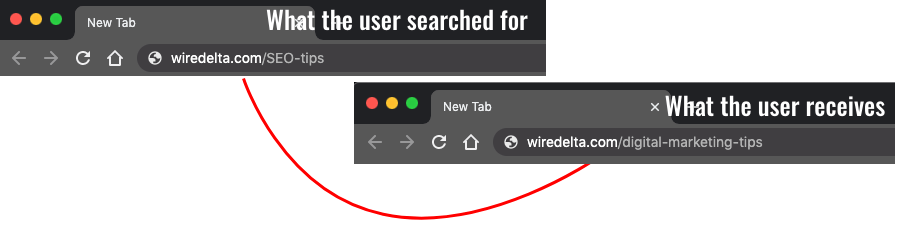 New Tab
What the user searched for
wiredelta.com/SEO-tips
New Tab
What the user receives
wiredelta.com/digital-marketing-tips